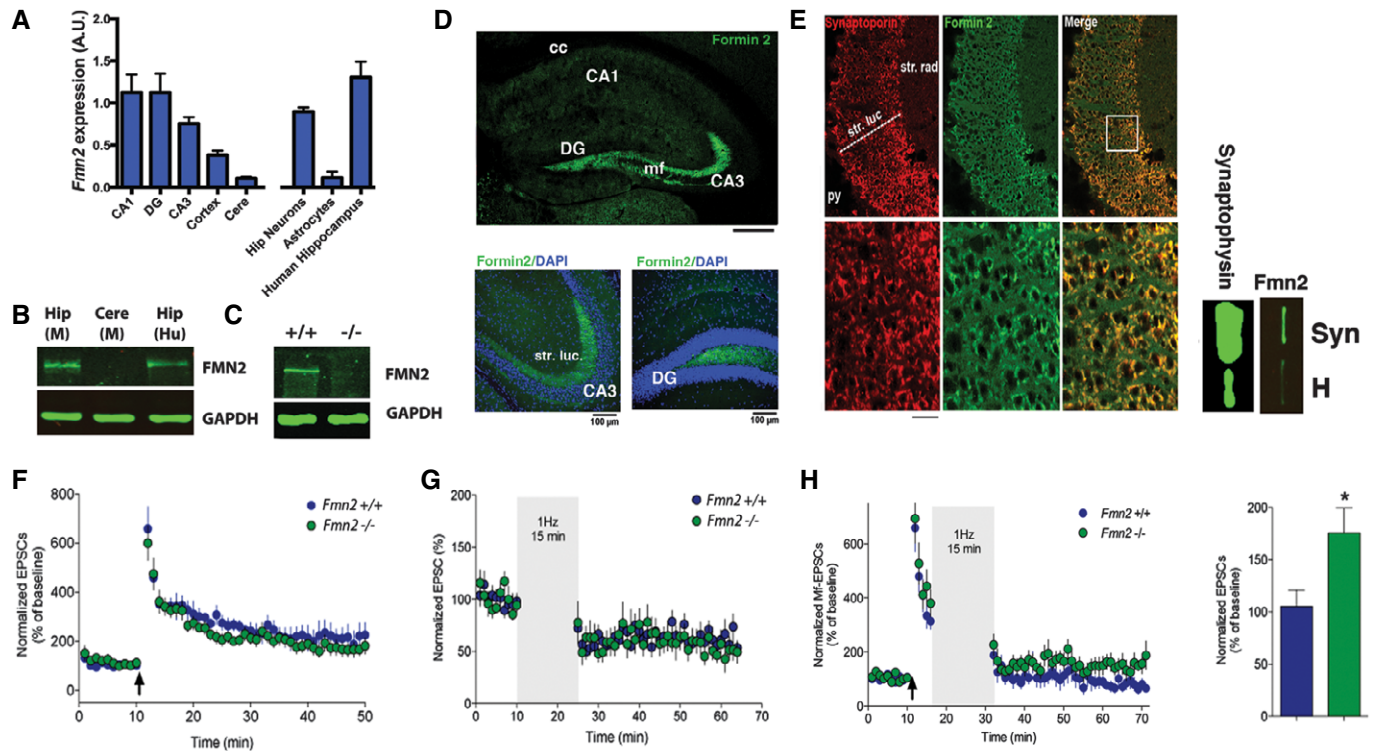 A
Fmn2 expression (A.U.)
2.0
1.5
1.0
0.5
0.0
CA1
DG
CA3
Cortex
Cere
Hip Neurons
Astrocytes
Human Hippocampus
B
Hip (M)
Cere (M)
Hip (Hu)
FMN2
GAPDH
C
+/+
-/-
FMN2
GAPDH
D
Formin 2
cc
CA1
DG
mf
CA3
Formin2/DAPI
str. luc.
CA3
100 µm
Formin2/DAPI
DG
100 µm
E
Synaptoporin
Formin 2
Merge
str. rad
str. luc
py
Synaptophysin
Fmn2
Syn
H
F
Normalized EPSCs
(% of baseline)
800
600
400
200
0
Fmn2 +/+
Fmn2 -/-
0
10
20
30
40
50
Time (min)
G
Normalized EPSC (%)
200
150
100
50
0
1Hz
15 min
Fmn2 +/+
Fmn2 -/-
0
10
20
30
40
50
60
70
Time (min)
H
Normalized Mf-EPSCs
(% of baseline)
600
400
200
0
1Hz
15 min
Fmn2 +/+
Fmn2 -/-
0
10
20
30
40
50
60
70
Time (min)
Normalized EPSCs
(% of baseline)
200
150
100
50
0
*